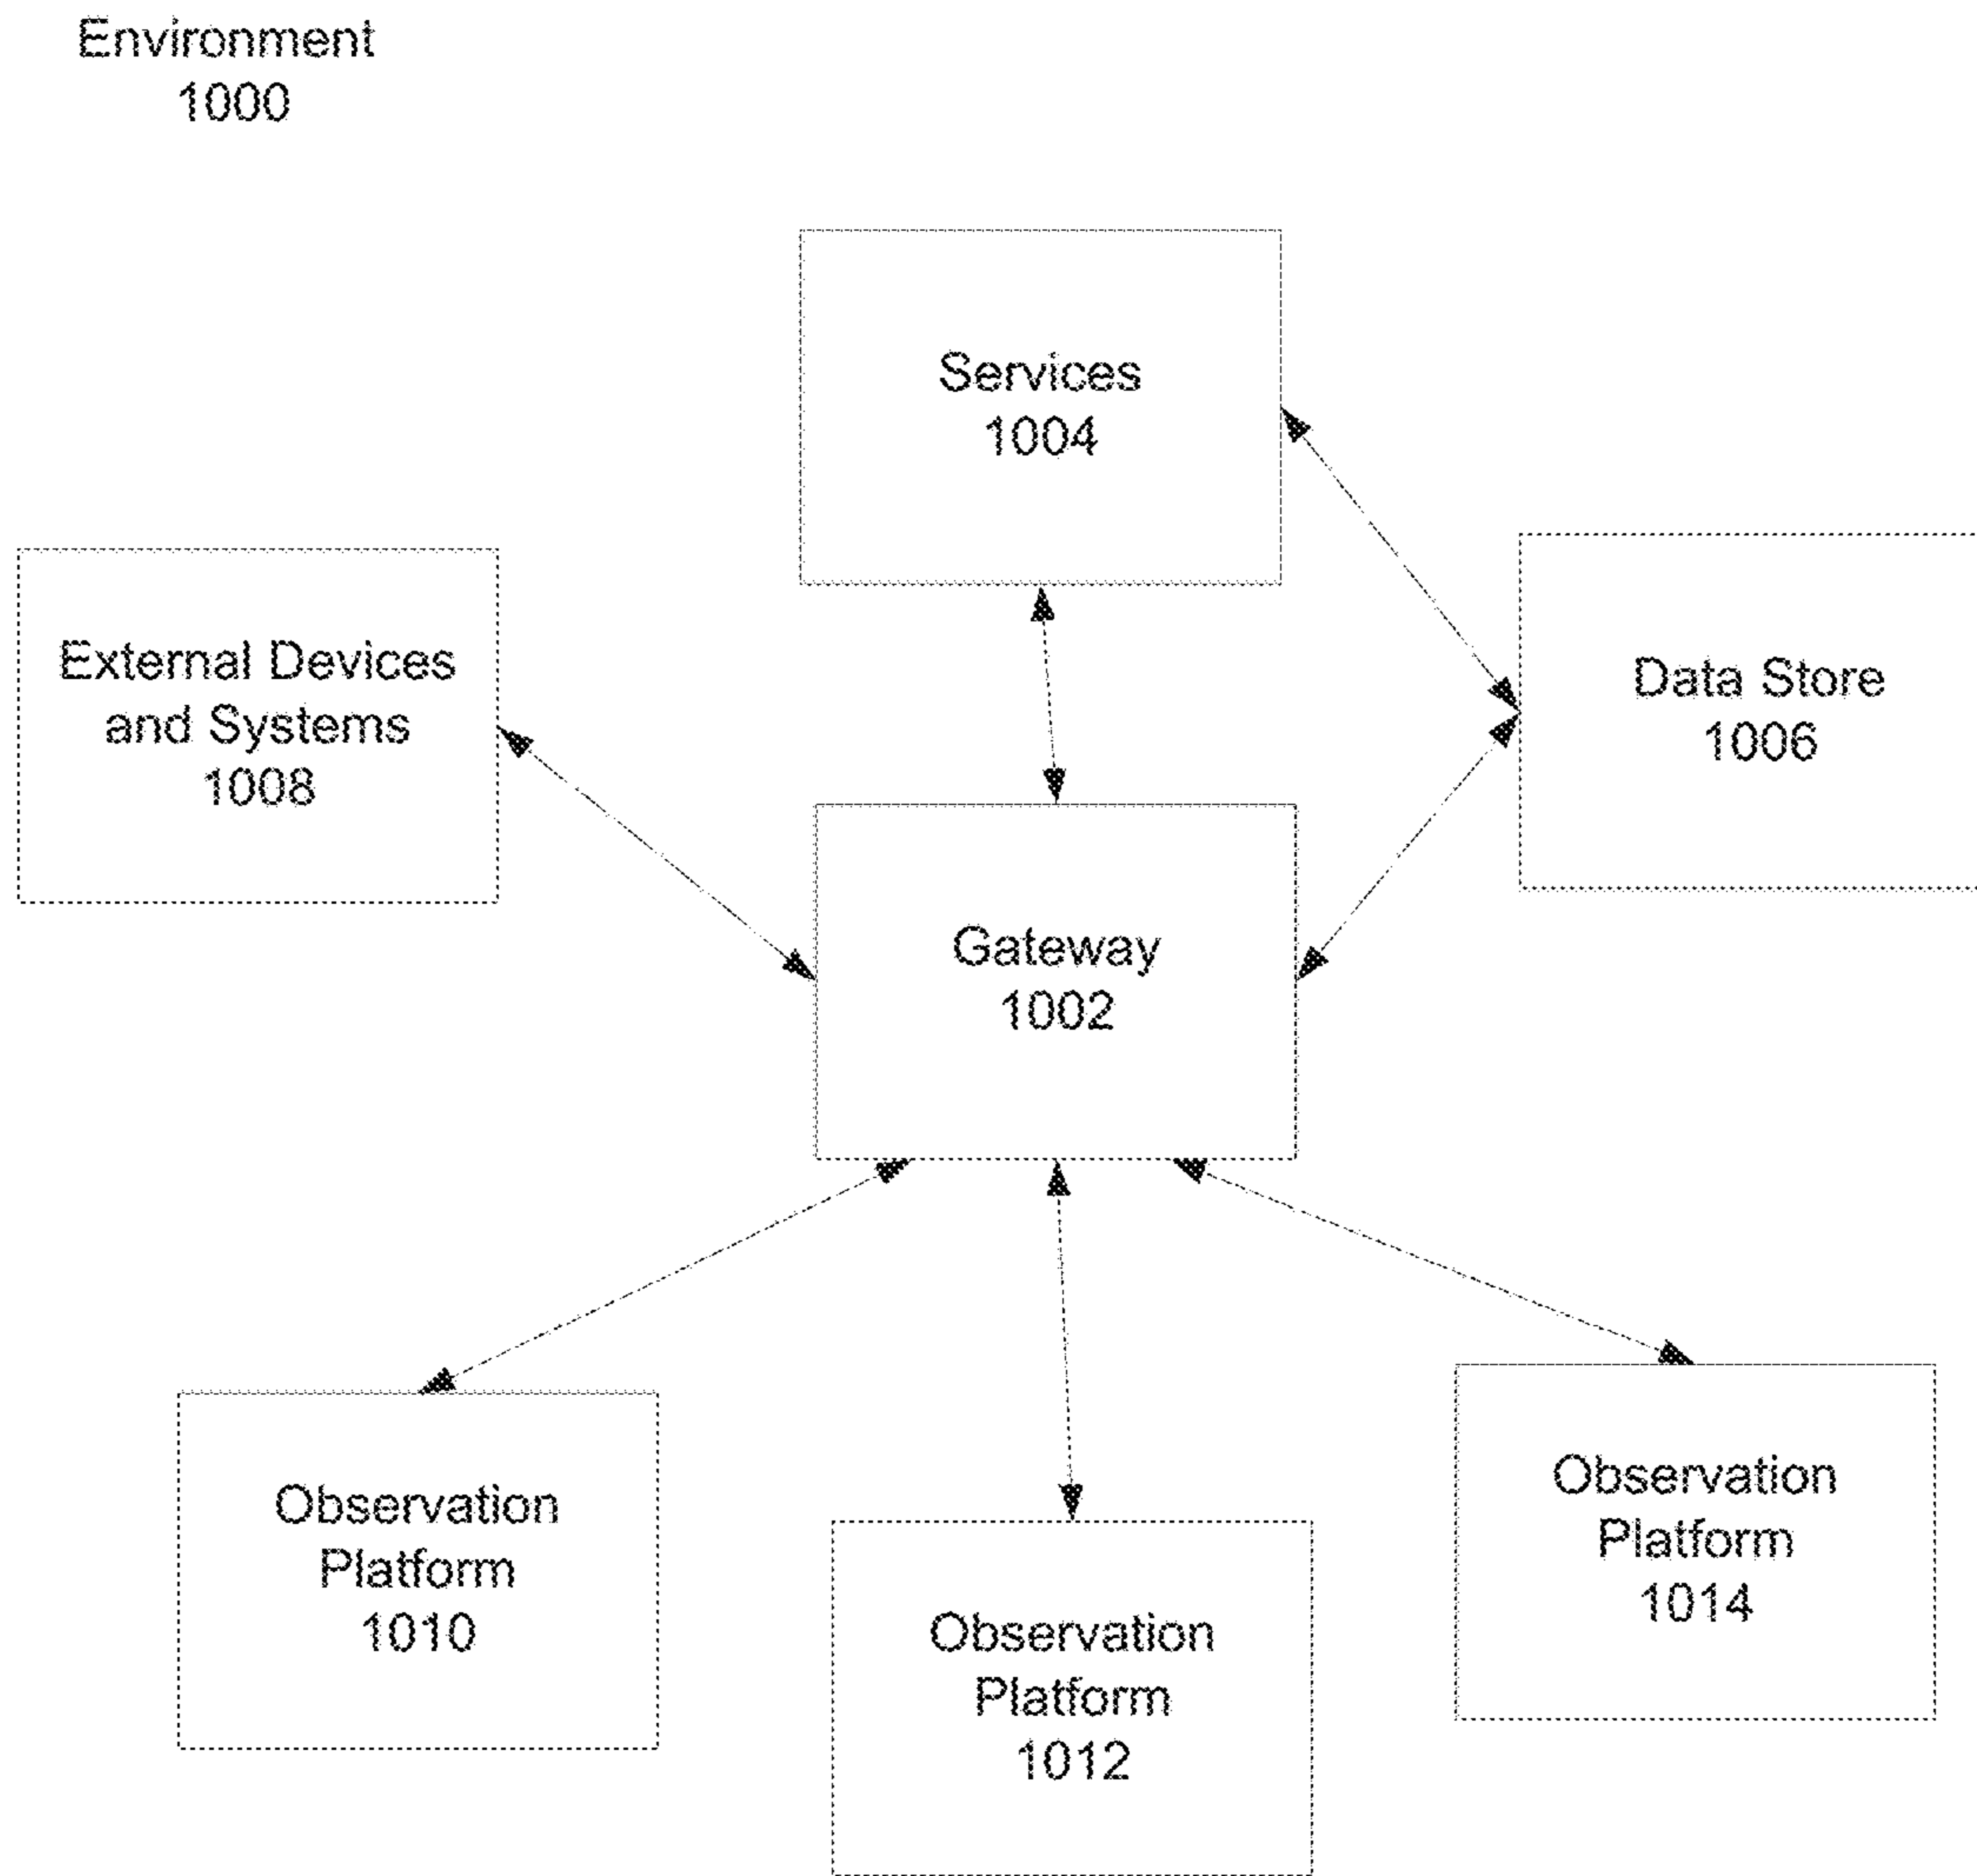 Environment
1000
Services
1004
External Devices
and Systems
1008
Data Store
1006
Gateway
1002
Observation
Platform
1010
Observation
Platform
1012
Observation
Platform
1014